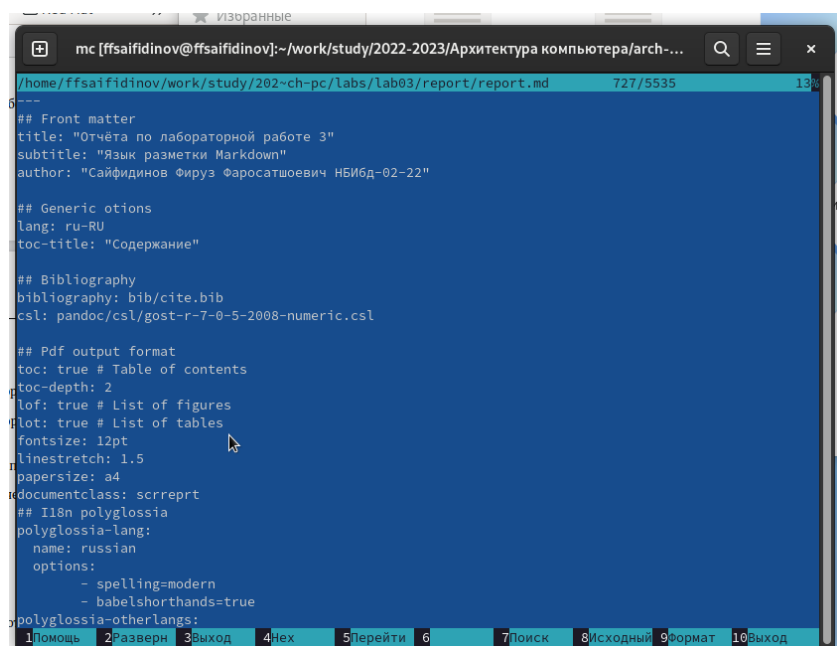 Избранные
mc [ffsaifidinov@ffsaifidinov]:~/work/study/2022-2023/Архитектура компьютера/arch-...
/home/ffsaifidinov/work/study/202~ch-pc/labs/lab03/report/report.md 727/5535 13%
---
## Front matter
title: "Отчёта по лабораторной работе 3"
subtitle: "Язык разметки Markdown"
author: "Сайфидинов Фируз Фаросатшоевич НБИбд-02-22"
## Generic otions
lang: ru-RU
toc-title: "Содержание"
## Bibliography
bibliography: bib/cite.bib
csl: pandoc/csl/gost-r-7-0-5-2008-numeric.csl
## Pdf output format
toc: true # Table of contents
toc-depth: 2
lof: true # List of figures
lot: true # List of tables
fontsize: 12pt
linestretch: 1.5
papersize: a4
documentclass: scrreprt
## I18n polyglossia
polyglossia-lang:
name: russian
options:
- spelling=modern
- babelshorthands=true
polyglossia-otherlangs:
1Помощь 2Разверн 3Выход 4Hex 5Перейти 6 7Поиск 8Исходный 9Формат 10Выход